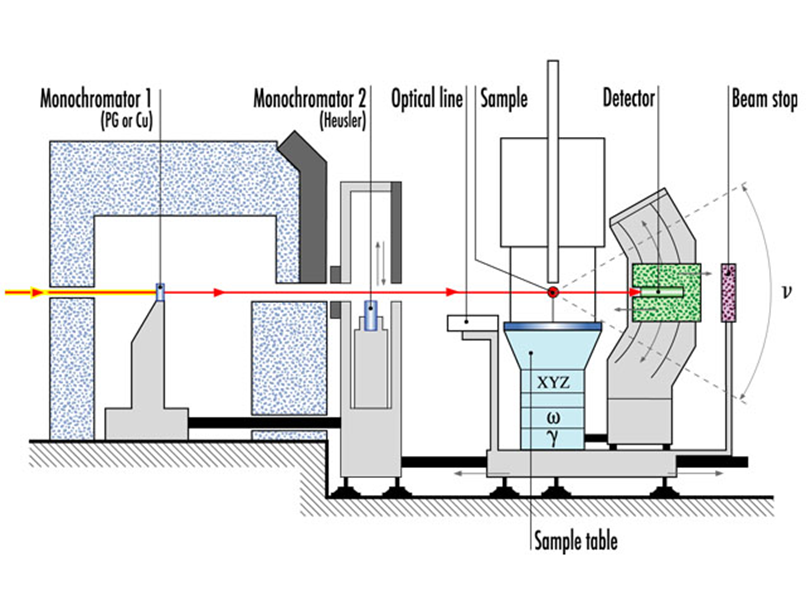 Monochromator 1
(PG or Cu)
Monochromator 2
(Heusler)
Optical line
Sample
Detector
Beam stop
ν
XYZ
ω
γ
Sample table